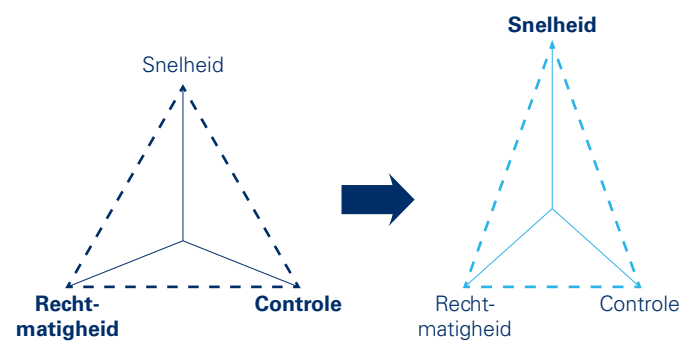 Snelheid
Recht-
matigheid
Controle
Snelheid
Recht-
matigheid
Controle